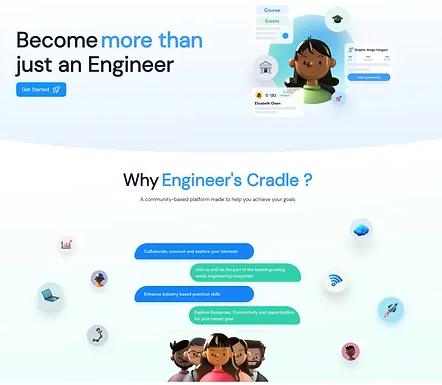 Become more than
just an Engineer
Get Started
Course
Events
Graphic design hangout
130
Elizabeth Olsen
Join community
Why Engineer's Cradle ?
A community-based platform made to help you achieve your goals
Collaborate, connect and explore your interests
Join us and be the part of the fastest growing
engineering ecosystem
Enhance industry based practical skills
Explore Resources, Connectivity and opportunities
for your career goal